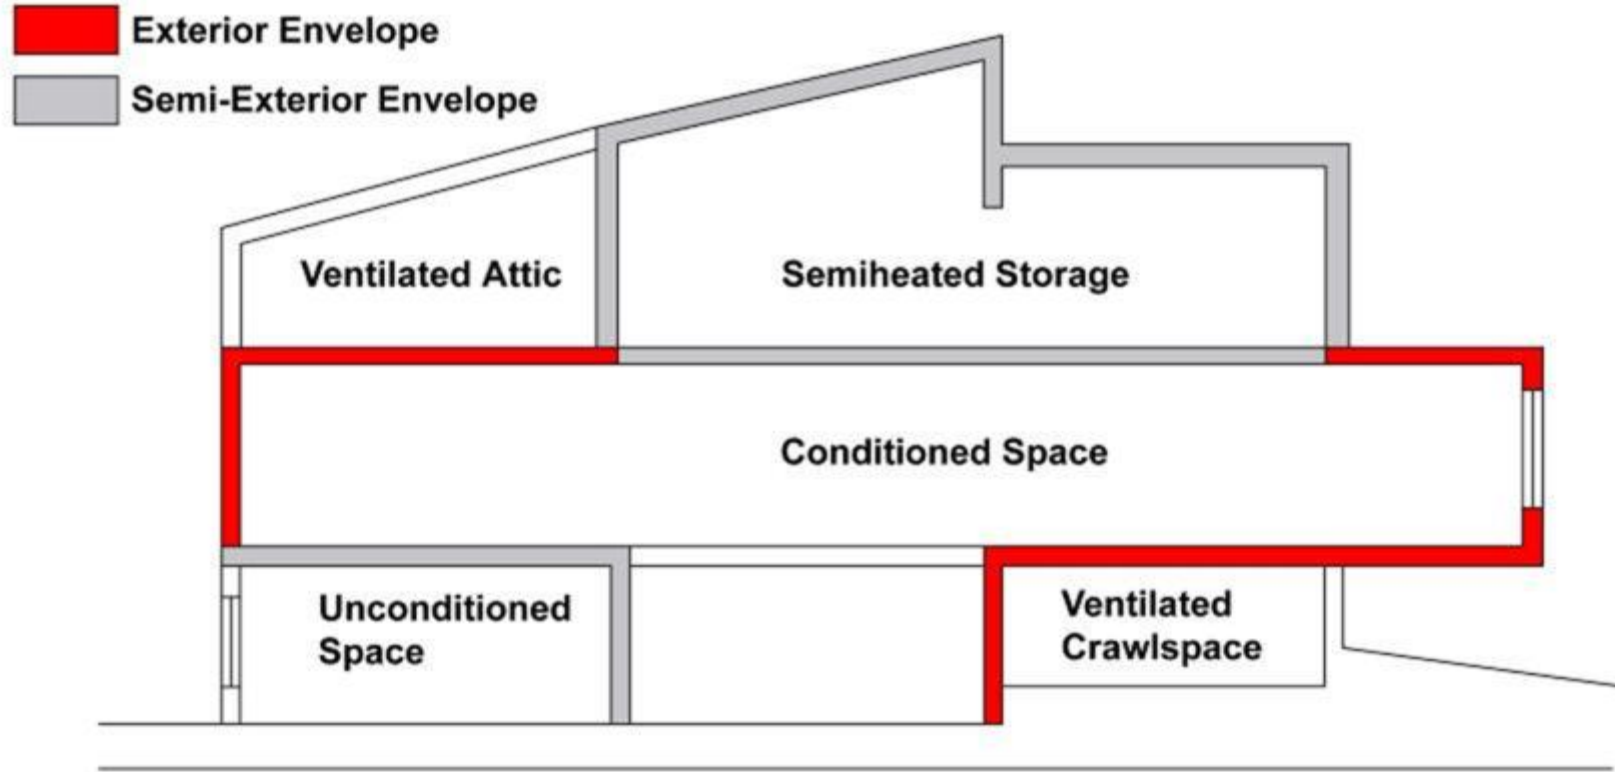 Exterior Envelope
Semi-Exterior Envelope
Ventilated Attic
Semiheated Storage
Conditioned Space
Unconditioned
Space
Ventilated
Crawlspace